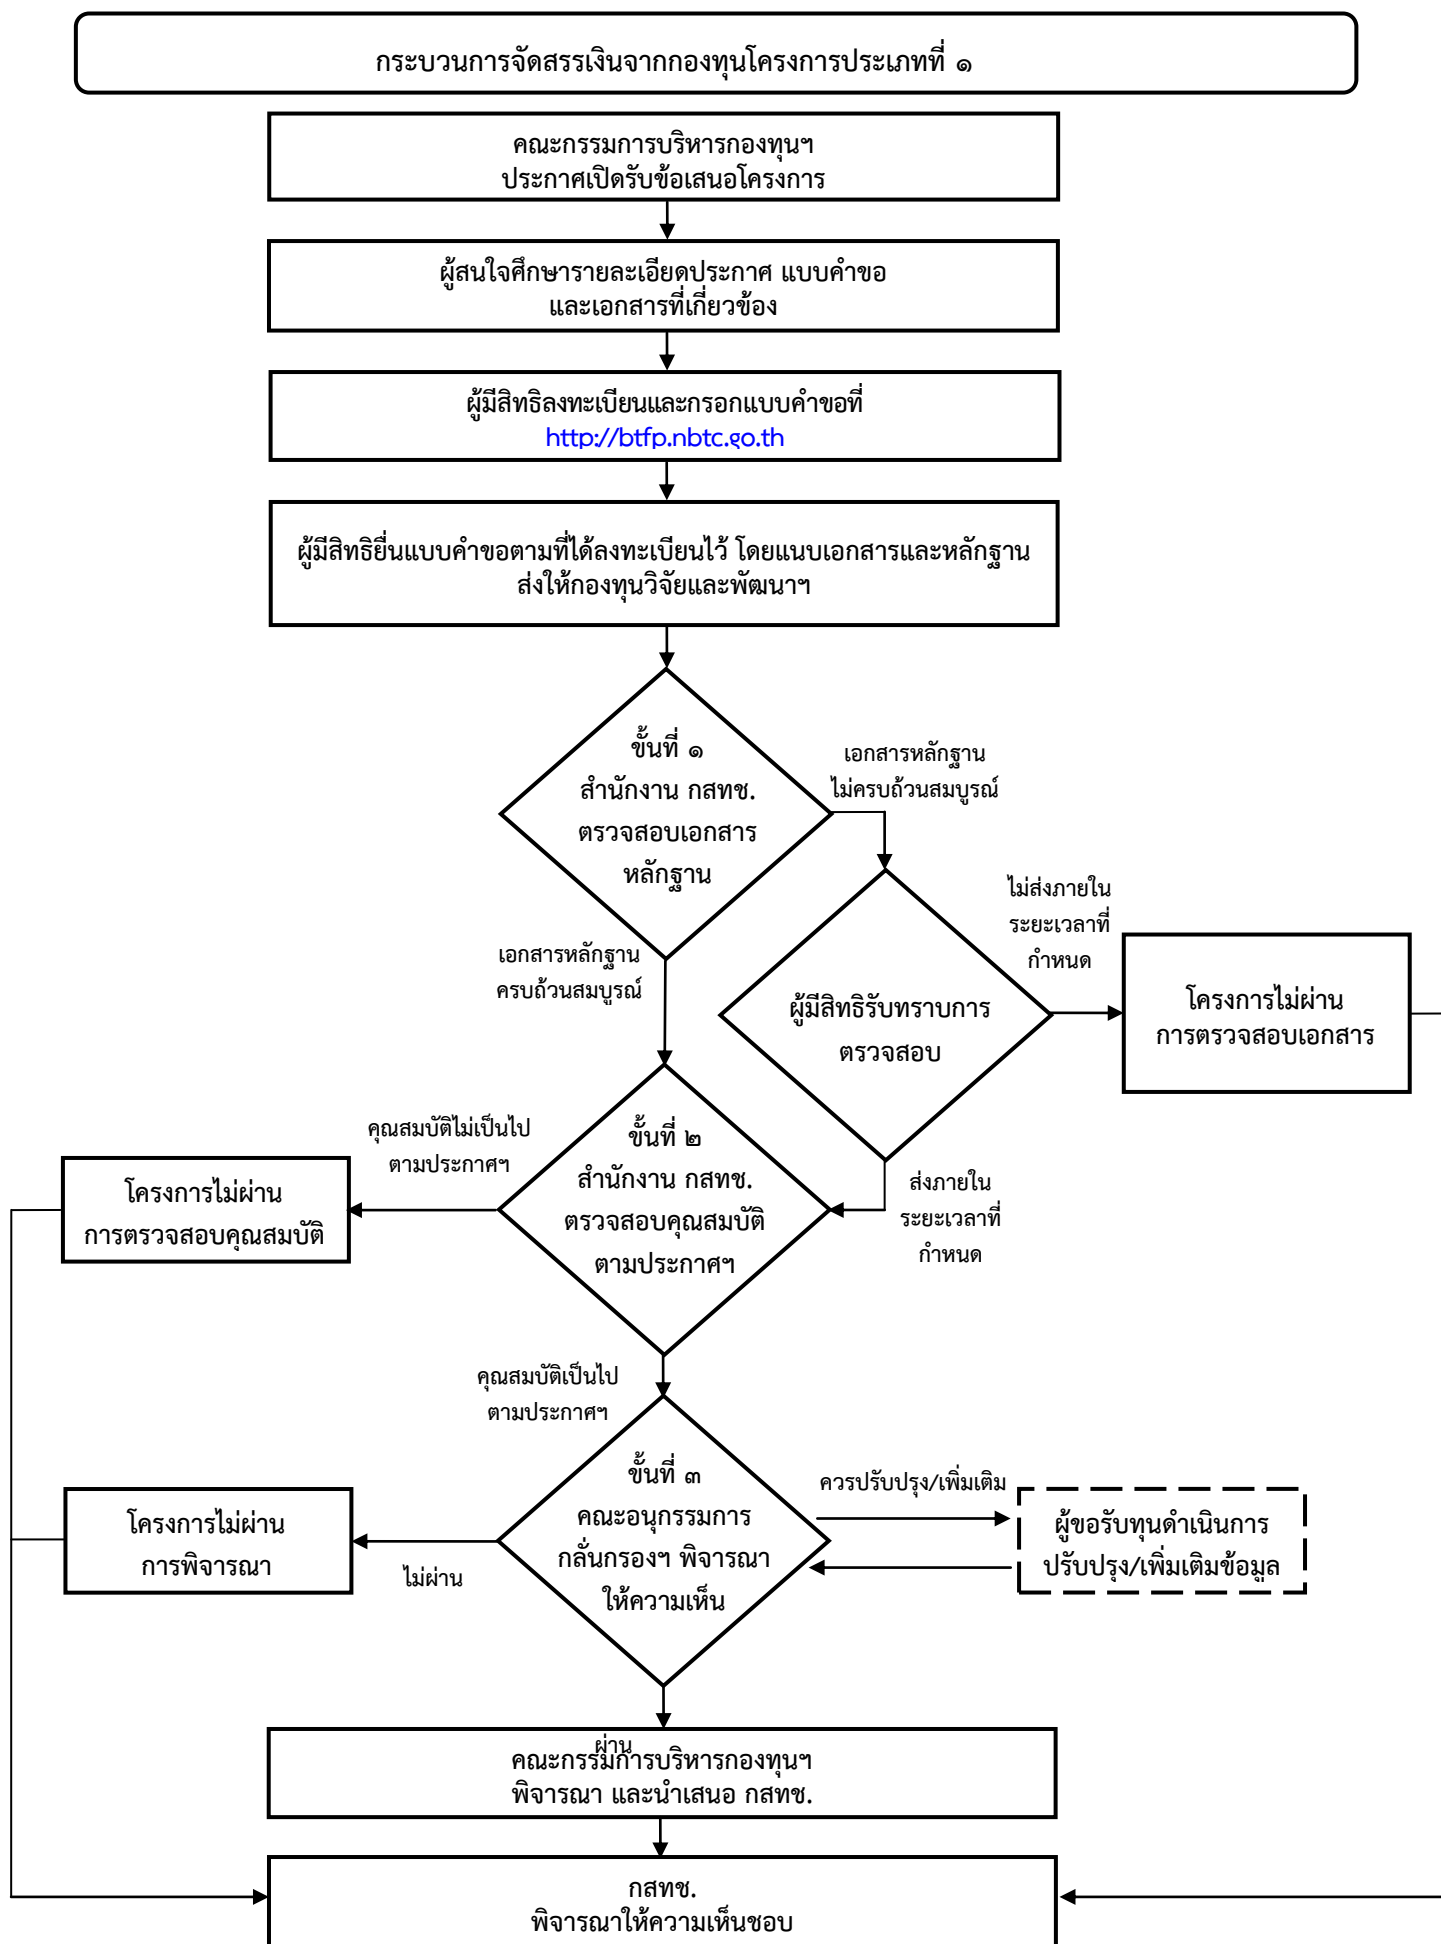 กระบวนการจัดสรรเงินจากกองทุนโครงการประเภทที่ ๑
คณะกรรมการบริหารกองทุนฯ
ประกาศเปิดรับข้อเสนอโครงการ
ผู้สนใจศึกษารายละเอียดประกาศ แบบคำขอ
และเอกสารที่เกี่ยวข้อง
ผู้มีสิทธิลงทะเบียนและกรอกแบบคำขอที่
http://btfp.nbtc.go.th
ผู้มีสิทธิยื่นแบบคำขอตามที่ได้ลงทะเบียนไว้ โดยแนบเอกสารและหลักฐาน
ส่งให้กองทุนวิจัยและพัฒนาฯ
ขั้นที่ ๑
สำนักงาน กสทช.
ตรวจสอบเอกสาร
หลักฐาน
เอกสารหลักฐาน
ไม่ครบถ้วนสมบูรณ์
เอกสารหลักฐาน
ครบถ้วนสมบูรณ์
ผู้มีสิทธิรับทราบการ
ตรวจสอบ
ไม่ส่งภายใน
ระยะเวลาที่
กำหนด
โครงการไม่ผ่าน
การตรวจสอบเอกสาร
ส่งภายใน
ระยะเวลาที่
กำหนด
ขั้นที่ ๒
สำนักงาน กสทช.
ตรวจสอบคุณสมบัติ
ตามประกาศฯ
คุณสมบัติไม่เป็นไป
ตามประกาศฯ
โครงการไม่ผ่าน
การตรวจสอบคุณสมบัติ
คุณสมบัติเป็นไป
ตามประกาศฯ
ขั้นที่ ๓
คณะอนุกรรมการ
กลั่นกรองฯ พิจารณา
ให้ความเห็น
ควรปรับปรุง/เพิ่มเติม
ผู้ขอรับทุนดำเนินการ
ปรับปรุง/เพิ่มเติมข้อมูล
ไม่ผ่าน
โครงการไม่ผ่าน
การพิจารณา
ผ่าน
คณะกรรมการบริหารกองทุนฯ
พิจารณา และนำเสนอ กสทช.
กสทช.
พิจารณาให้ความเห็นชอบ